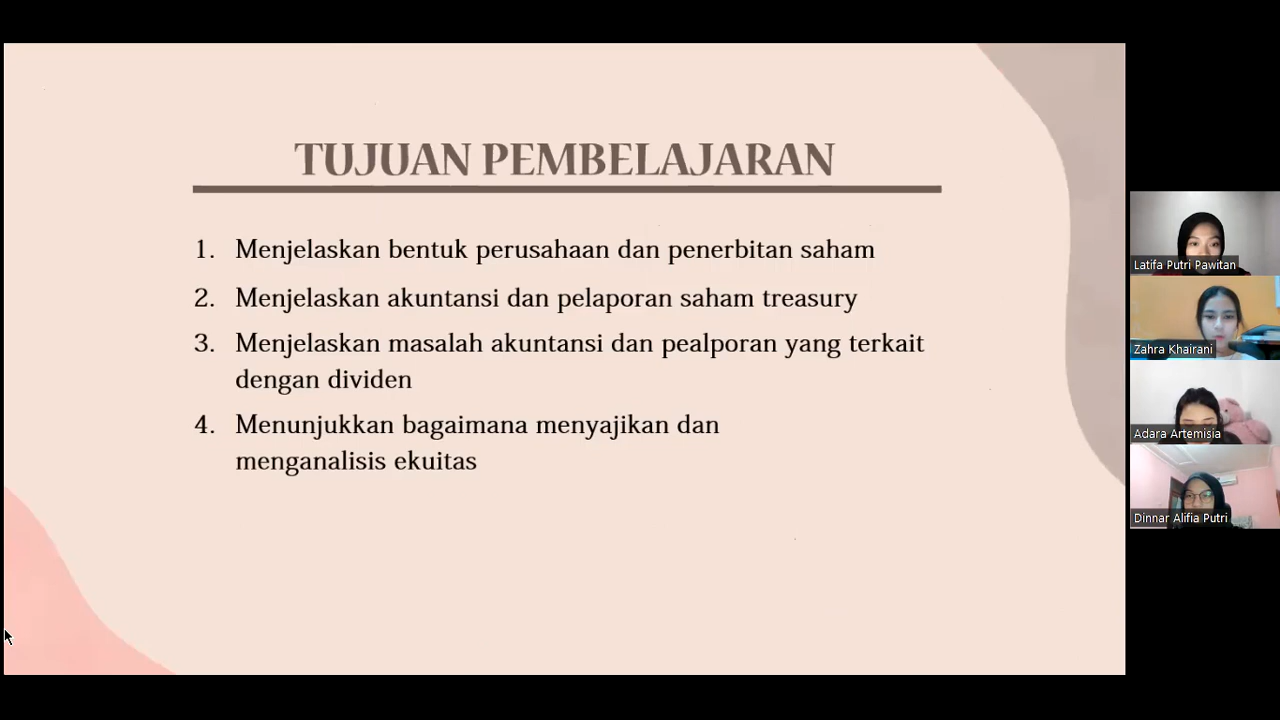 TUJUAN PEMBELAJARAN
1. Menjelaskan bentuk perusahaan dan penerbitan saham
2. Menjelaskan akuntansi dan pelaporan saham treasury
3. Menjelaskan masalah akuntansi dan pealporan yang terkait
dengan dividen
4. Menunjukkan bagaimana menyajikan dan
menganalisis ekuitas
Latifa Putri Pawitan
Zahra Khairani
Adara Artemisia
Dinnar Alifia Putri